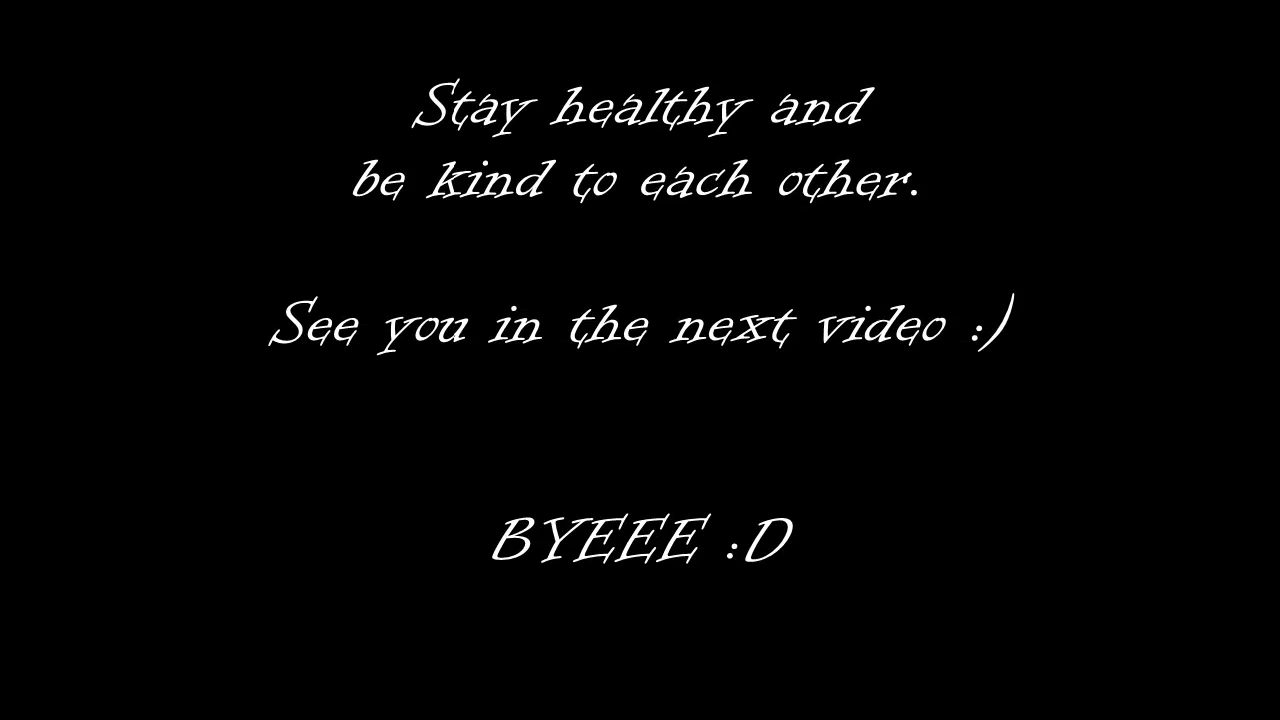 Stay healthy and
be kind to each other.
See you in the next video :)
BYEEE :D